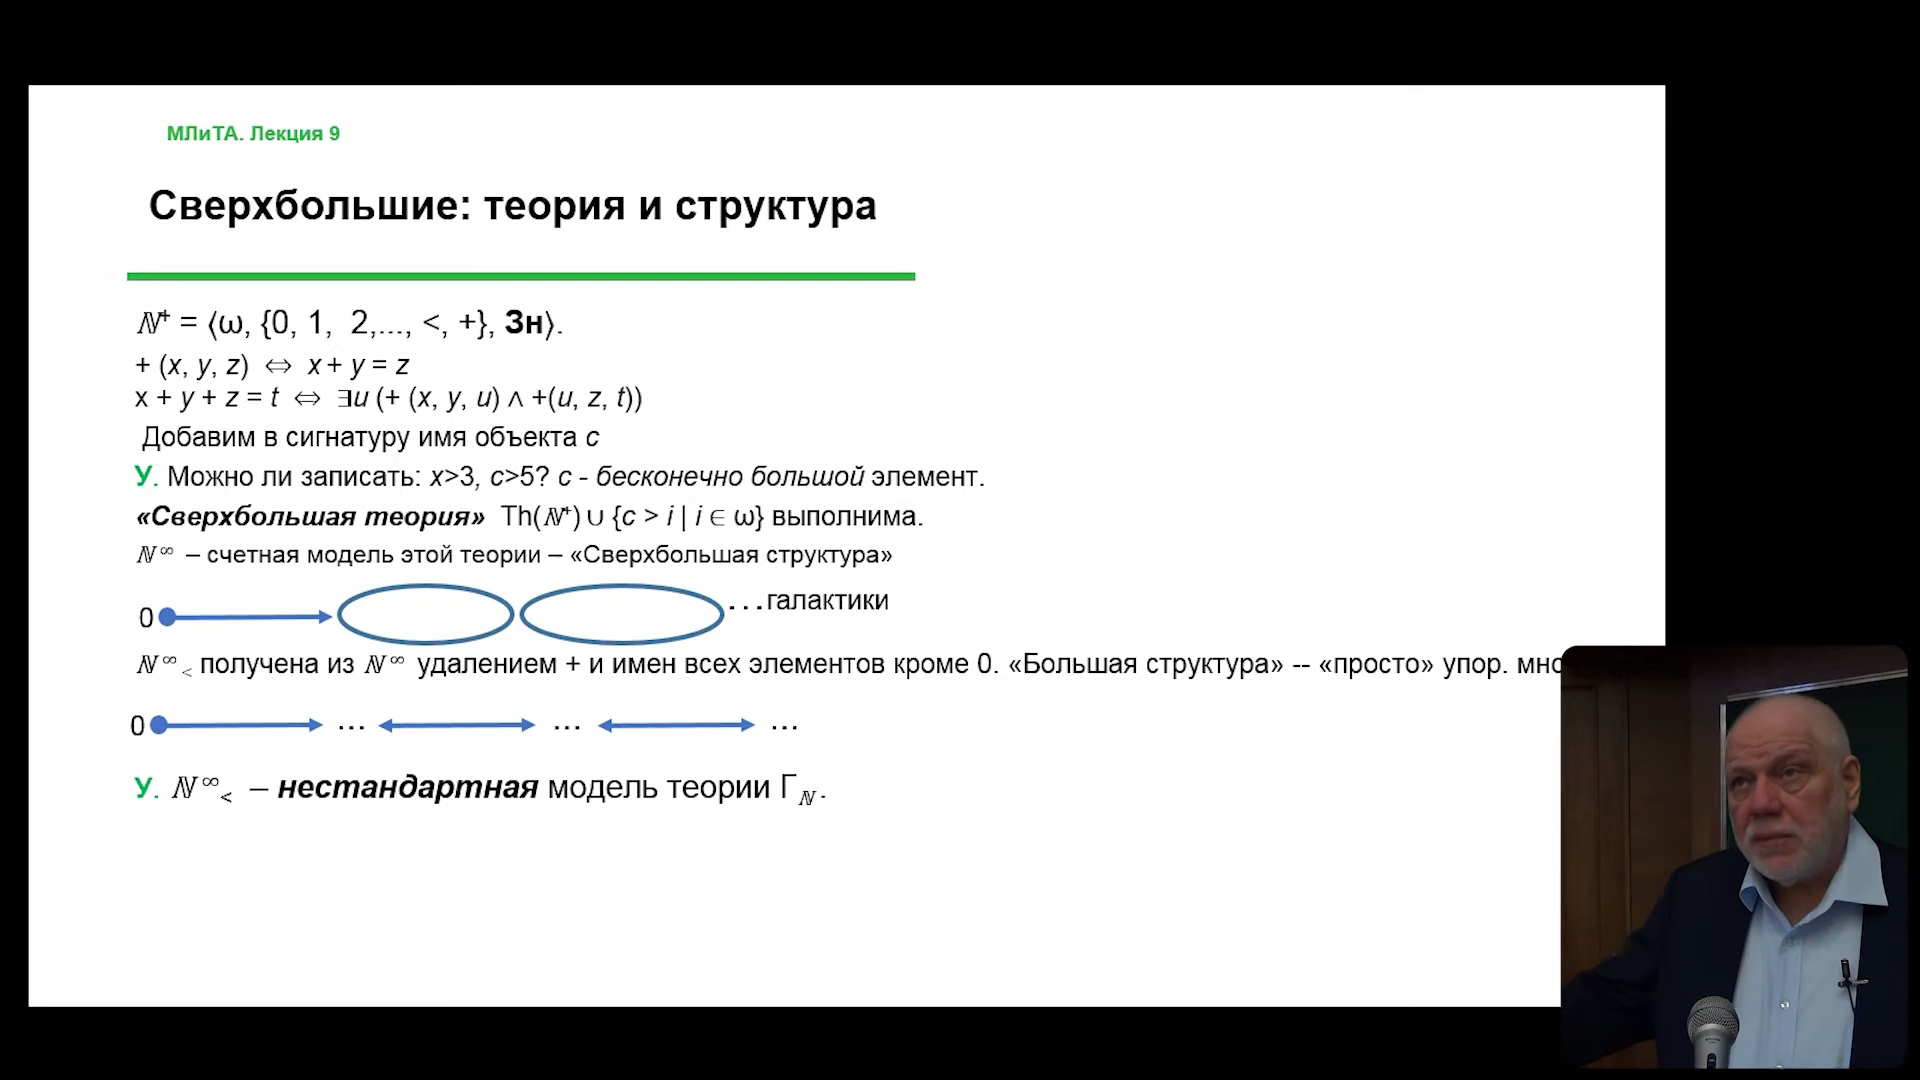 МЛиТА. Лекция 9
Сверхбольшие: теория и структура
ℕ⁺ = ⟨ω, {0, 1, 2,..., <, +}, Зн⟩.
+ (x, y, z) ⇔ x + y = z
x + y + z = t ⇔ ∃u (+ (x, y, u) ∧ +(u, z, t))
Добавим в сигнатуру имя объекта c
У. Можно ли записать: x>3, c>5? c - бесконечно большой элемент.
«Сверхбольшая теория» Th(ℕ⁺) ∪ {c > i | i ∈ ω} выполнима.
ℕ^∞ – счетная модель этой теории – «Сверхбольшая структура»
0 ...галактики
ℕ^∞_< получена из ℕ^∞ удалением + и имен всех элементов кроме 0. «Большая структура» -- «просто» упор.
0 ... ... ...
У. ℕ^∞_< – нестандартная модель теории Γ_ℕ.